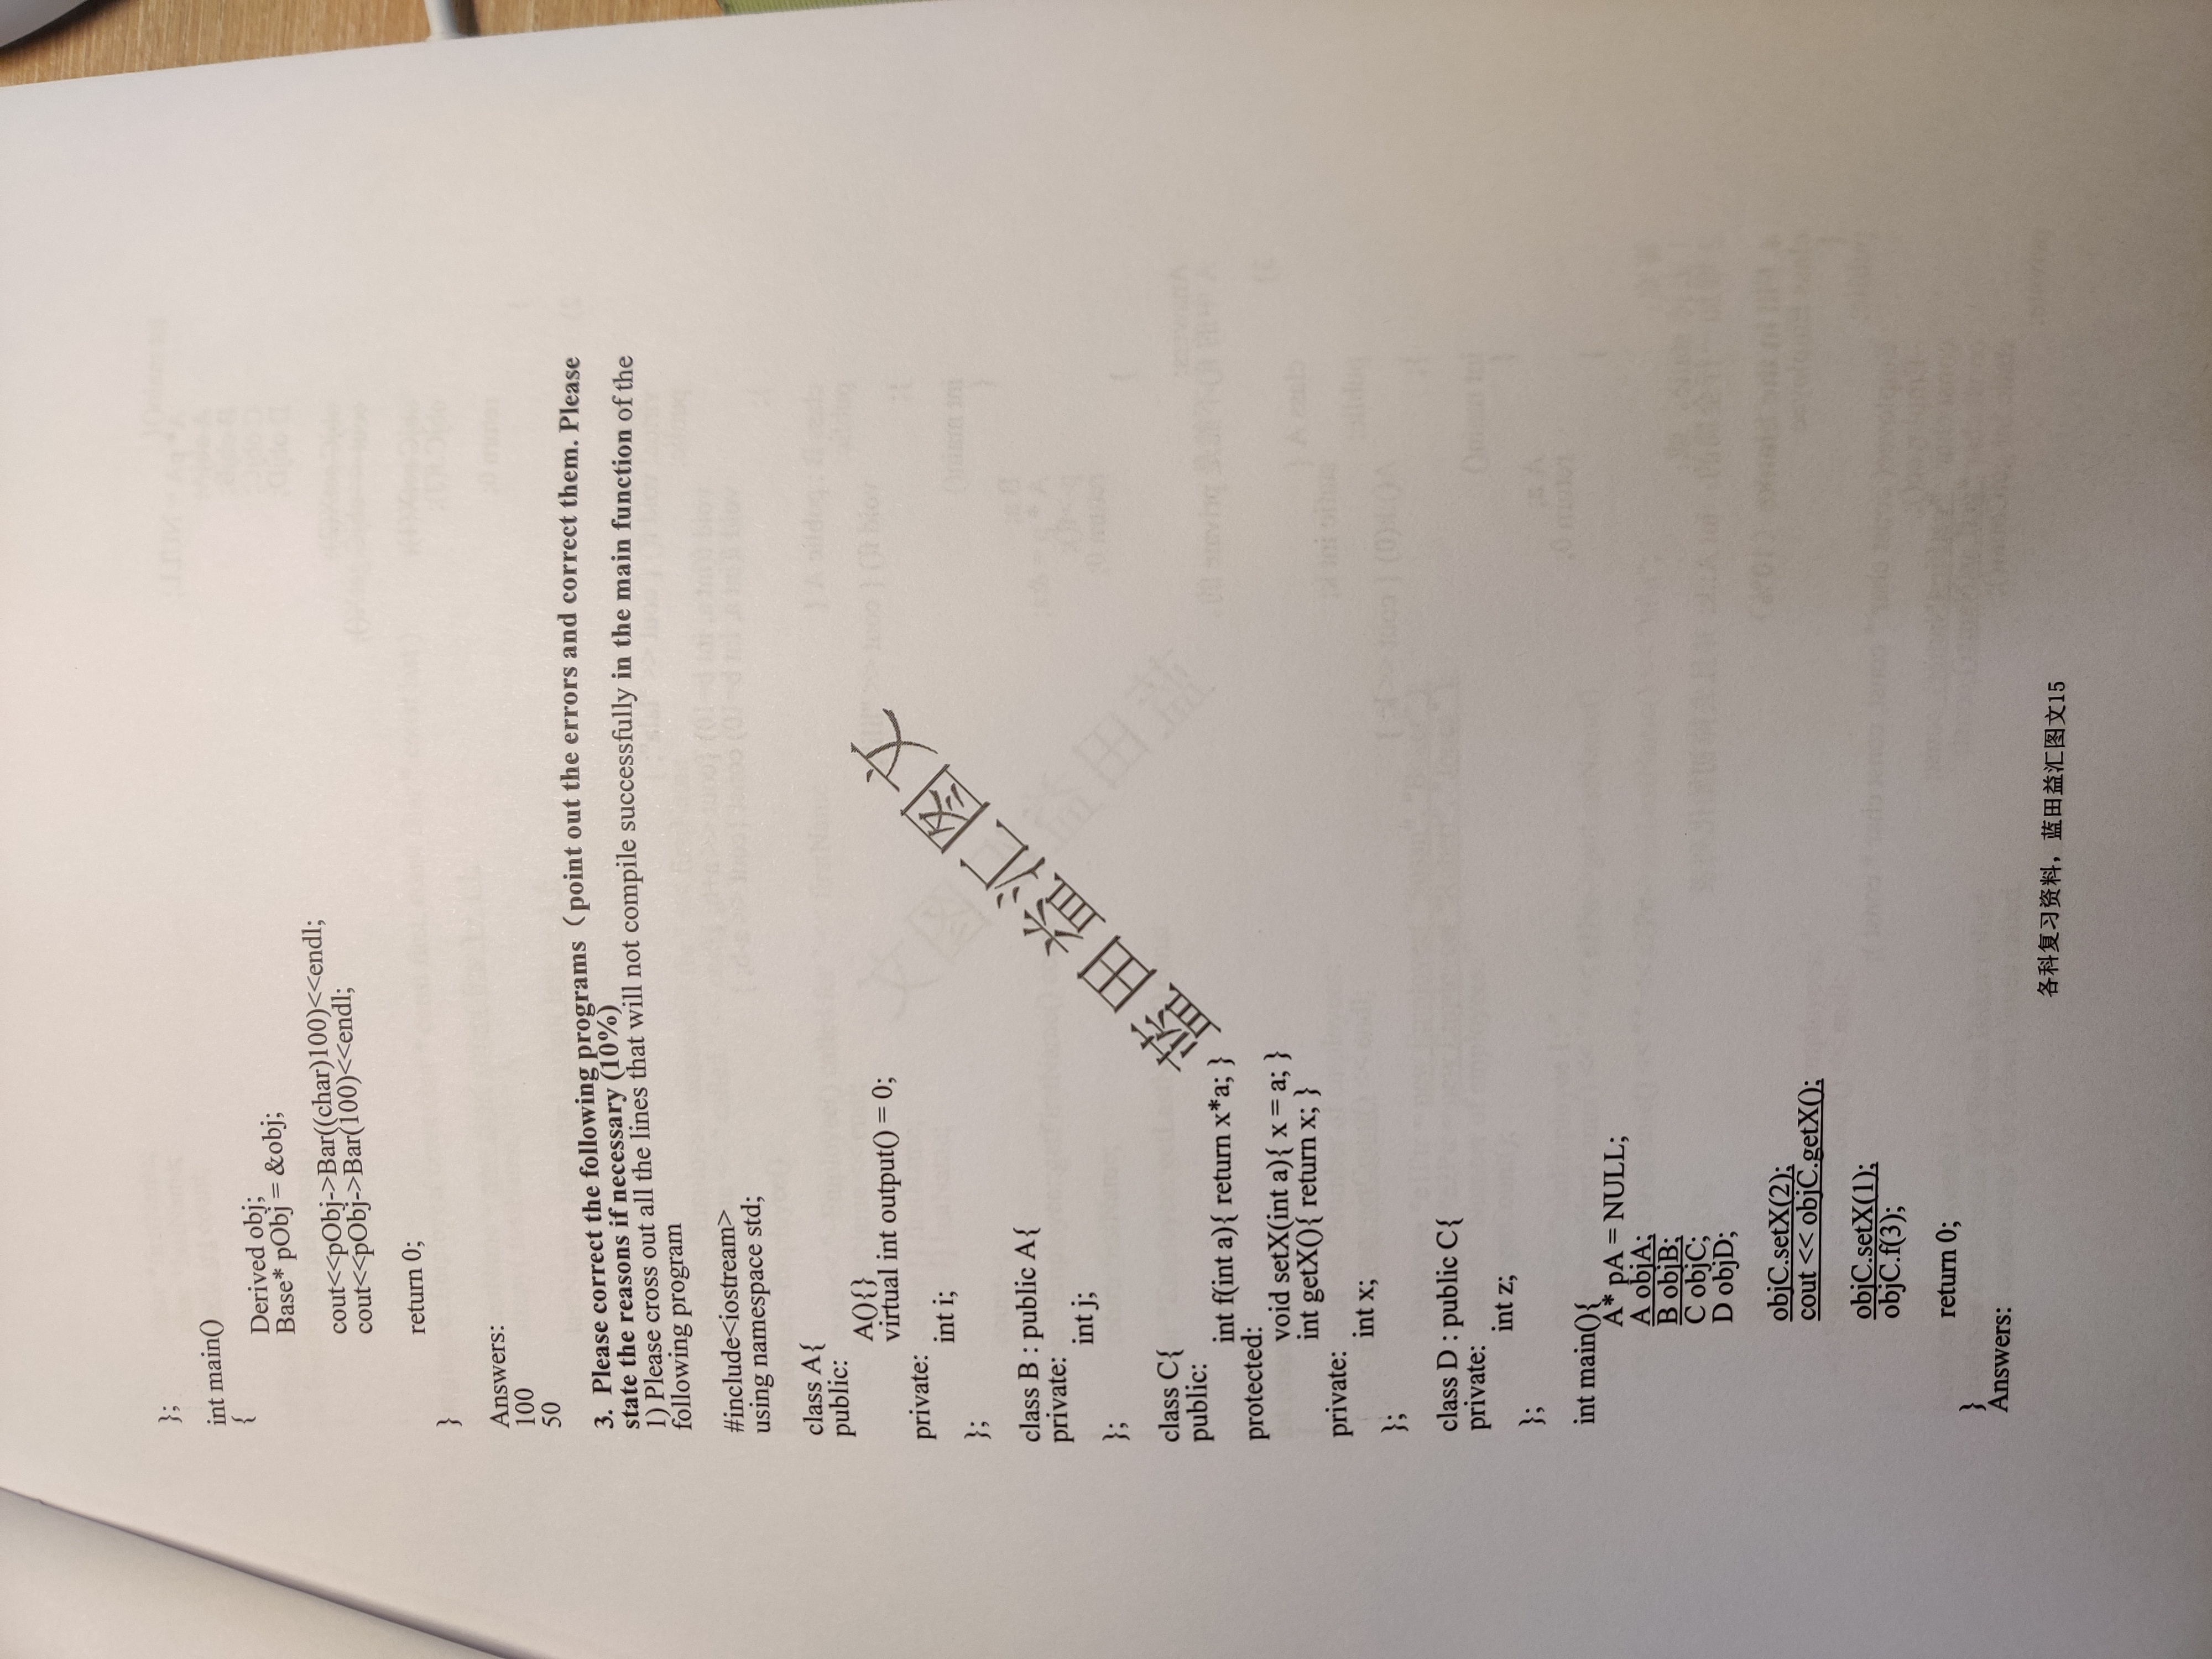 };
int main()
{
Derived obj;
Base* pObj = &obj;
cout<<pObj->Bar((char)100)<<endl;
cout<<pObj->Bar(100)<<endl;
return 0;
}
Answers:
100
50
3. Please correct the following programs（point out the errors and correct them. Please
state the reasons if necessary (10%)
1) Please cross out all the lines that will not compile successfully in the main function of the
following program
#include<iostream>
using namespace std;
class A{
public:
A(){}
virtual int output() = 0;
private:
int i;
};
class B : public A{
private:
int j;
};
class C{
public:
int f(int a){ return x*a; }
protected:
void setX(int a){ x = a; }
int getX(){ return x; }
private:
int x;
};
class D : public C{
private:
int z;
};
int main(){
A* pA = NULL;
A objA;
B objB;
C objC;
D objD;
objC.setX(2);
cout << objC.getX();
objC.setX(1);
objC.f(3);
return 0;
}
Answers:
各科复习资料，蓝田益汇图文15
蓝田益汇图文